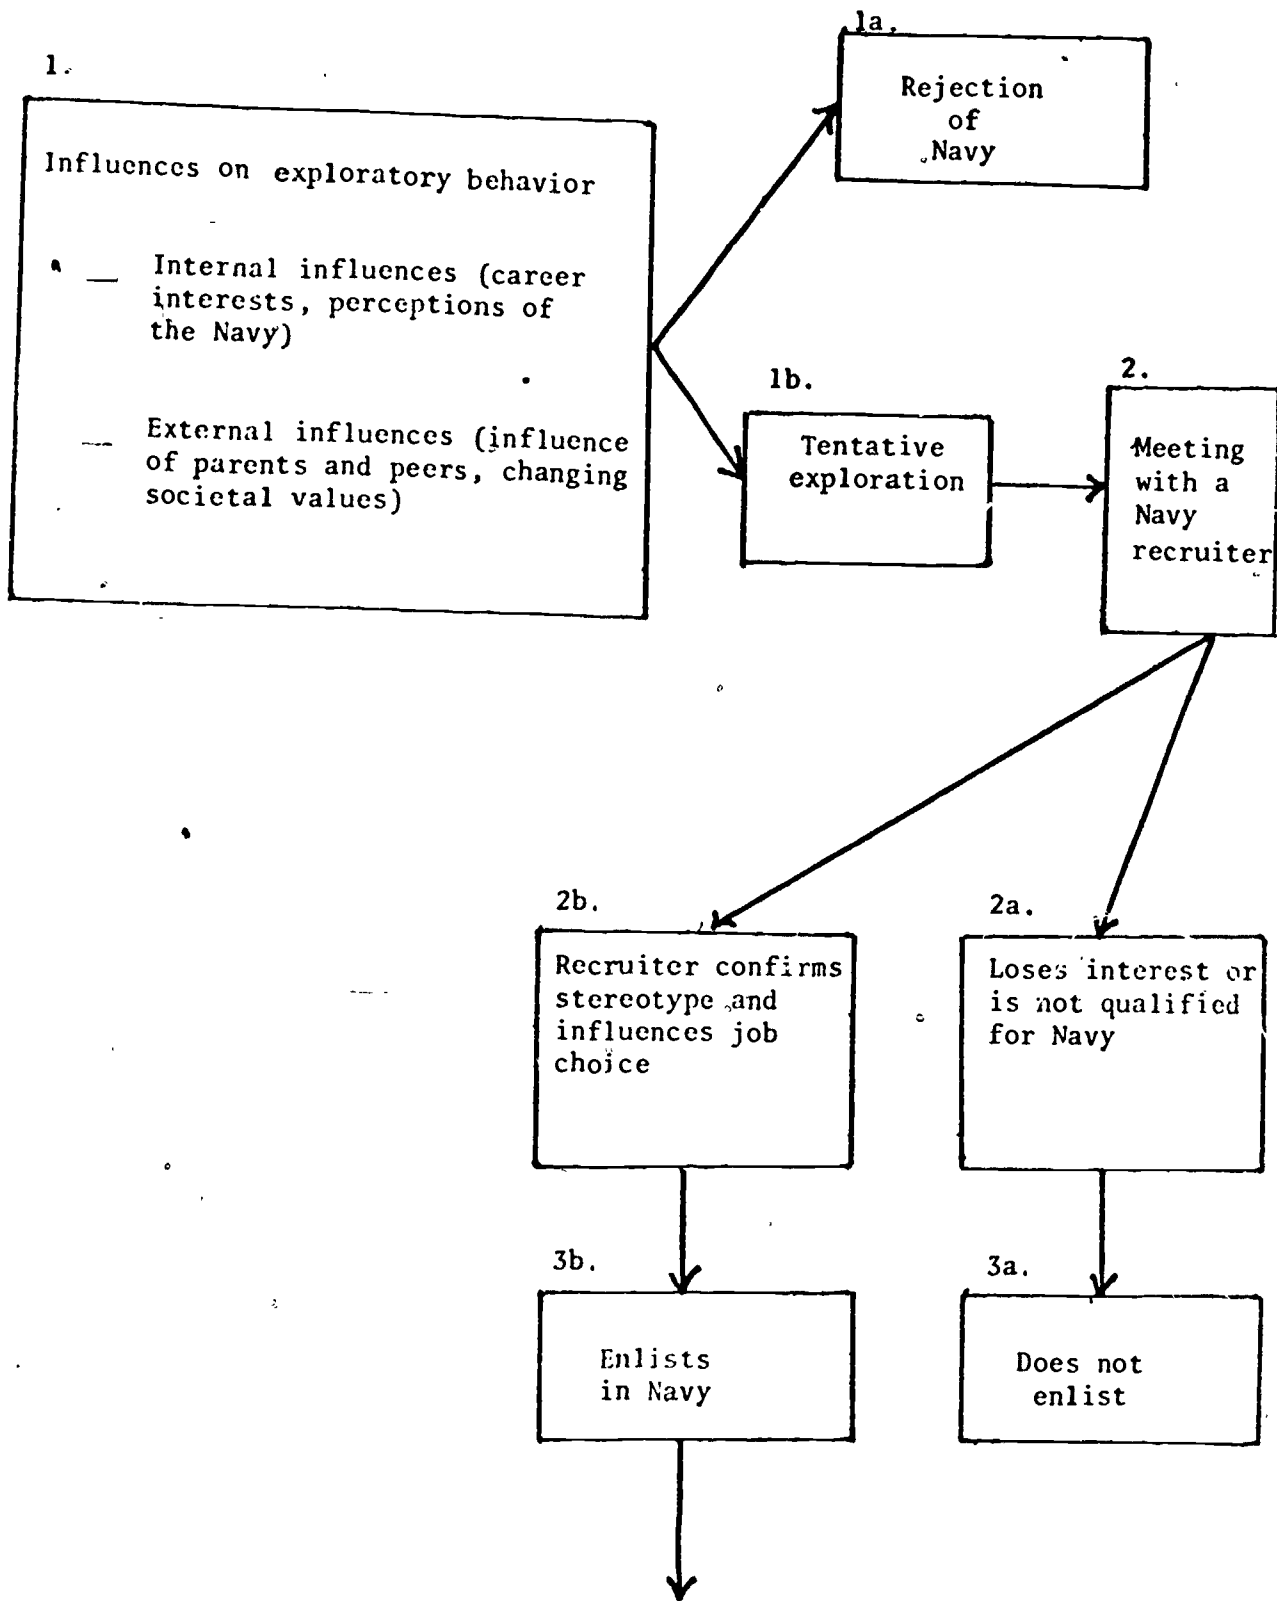 1.
Influences on exploratory behavior
— Internal influences (career
interests, perceptions of
the Navy)
— External influences (influence
of parents and peers, changing
societal values)
1a.
Rejection
of
Navy
1b.
Tentative
exploration
2.
Meeting
with a
Navy
recruiter
2b.
Recruiter confirms
stereotype and
influences job
choice
2a.
Loses interest or
is not qualified
for Navy
3b.
Enlists
in Navy
3a.
Does not
enlist